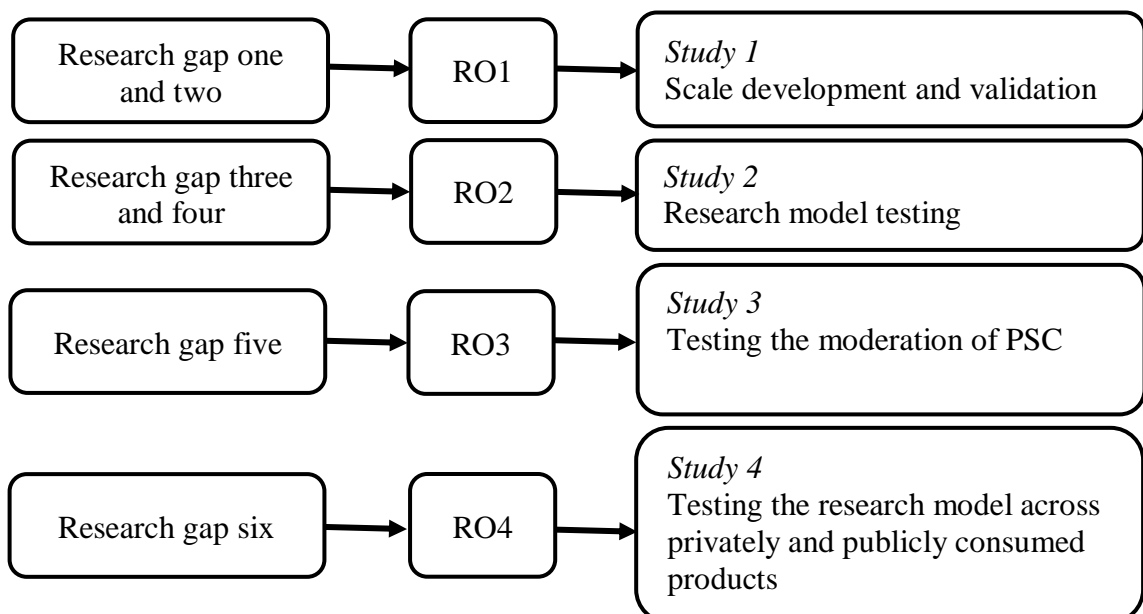 Research gap one
and two
RO1
Study 1
Scale development and validation
Research gap three
and four
RO2
Study 2
Research model testing
Research gap five
RO3
Study 3
Testing the moderation of PSC
Research gap six
RO4
Study 4
Testing the research model across
privately and publicly consumed
products